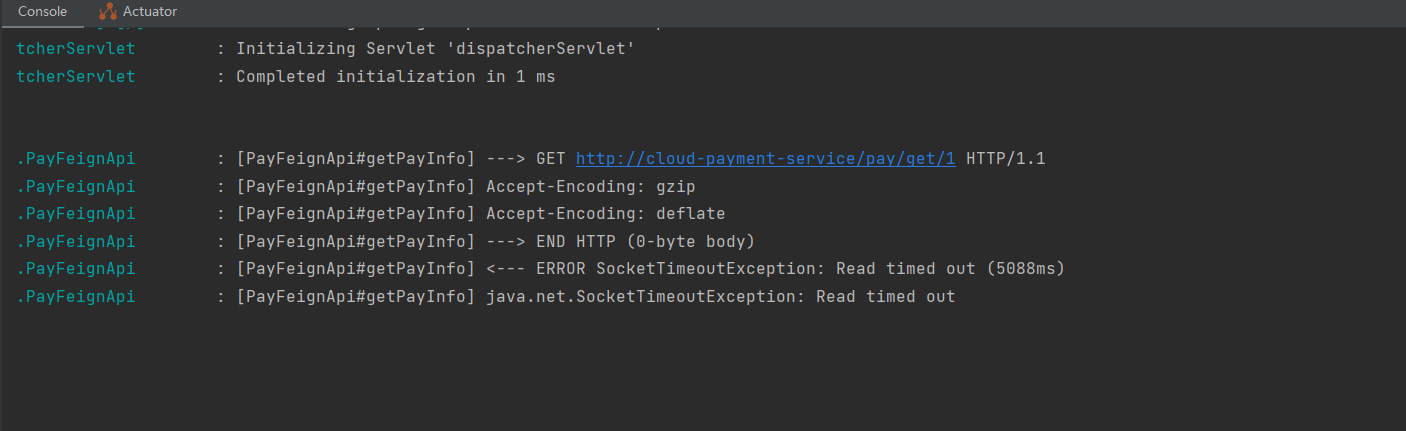 Console Actuator
tcherServlet : Initializing Servlet 'dispatcherServlet'
tcherServlet : Completed initialization in 1 ms
.PayFeignApi : [PayFeignApi#getPayInfo] ---> GET http://cloud-payment-service/pay/get/1 HTTP/1.1
.PayFeignApi : [PayFeignApi#getPayInfo] Accept-Encoding: gzip
.PayFeignApi : [PayFeignApi#getPayInfo] Accept-Encoding: deflate
.PayFeignApi : [PayFeignApi#getPayInfo] ---> END HTTP (0-byte body)
.PayFeignApi : [PayFeignApi#getPayInfo] <--- ERROR SocketTimeoutException: Read timed out (5088ms)
.PayFeignApi : [PayFeignApi#getPayInfo] java.net.SocketTimeoutException: Read timed out